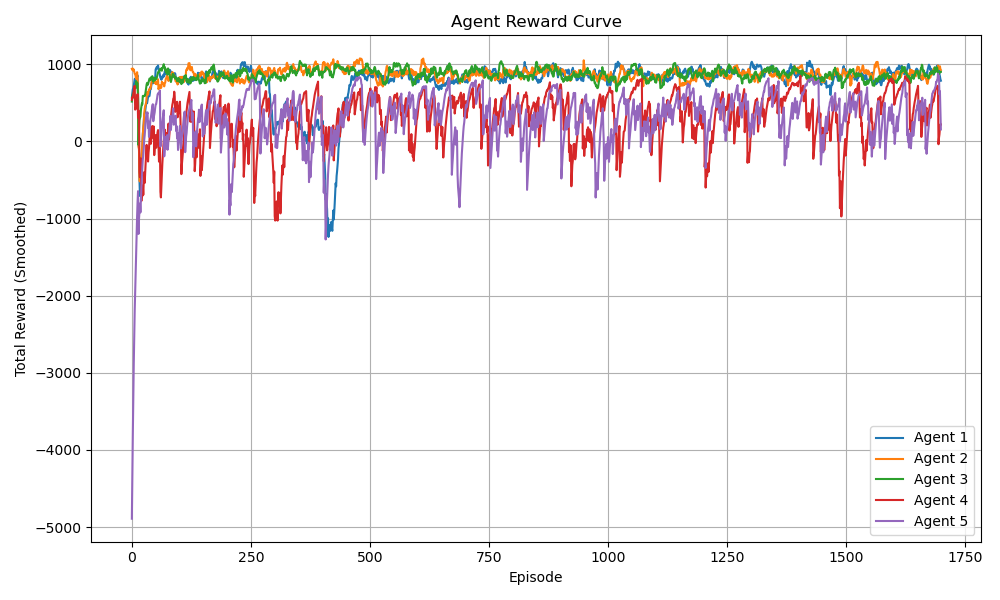 Agent Reward Curve
Total Reward (Smoothed)
1000
0
−1000
−2000
−3000
−4000
−5000
0 250 500 750 1000 1250 1500 1750
Episode
Agent 1
Agent 2
Agent 3
Agent 4
Agent 5